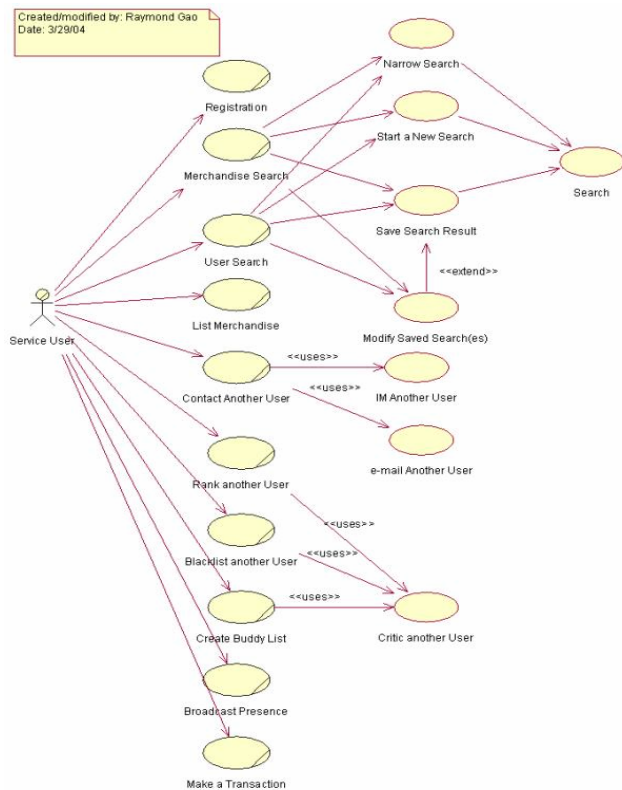 Created/modified by: Raymond Gao
Date: 3/29/04
Narrow Search
Registration
Start a New Search
Merchandise Search
Search
Save Search Result
User Search
<<extend>>
List Merchandise
Modify Saved Search(es)
Service User
<<uses>>
Contact Another User
<<uses>>
IM Another User
e-mail Another User
Rank another User
<<uses>>
<<uses>>
Blacklist another User
<<uses>>
Create Buddy List
Critic another User
Broadcast Presence
Make a Transaction